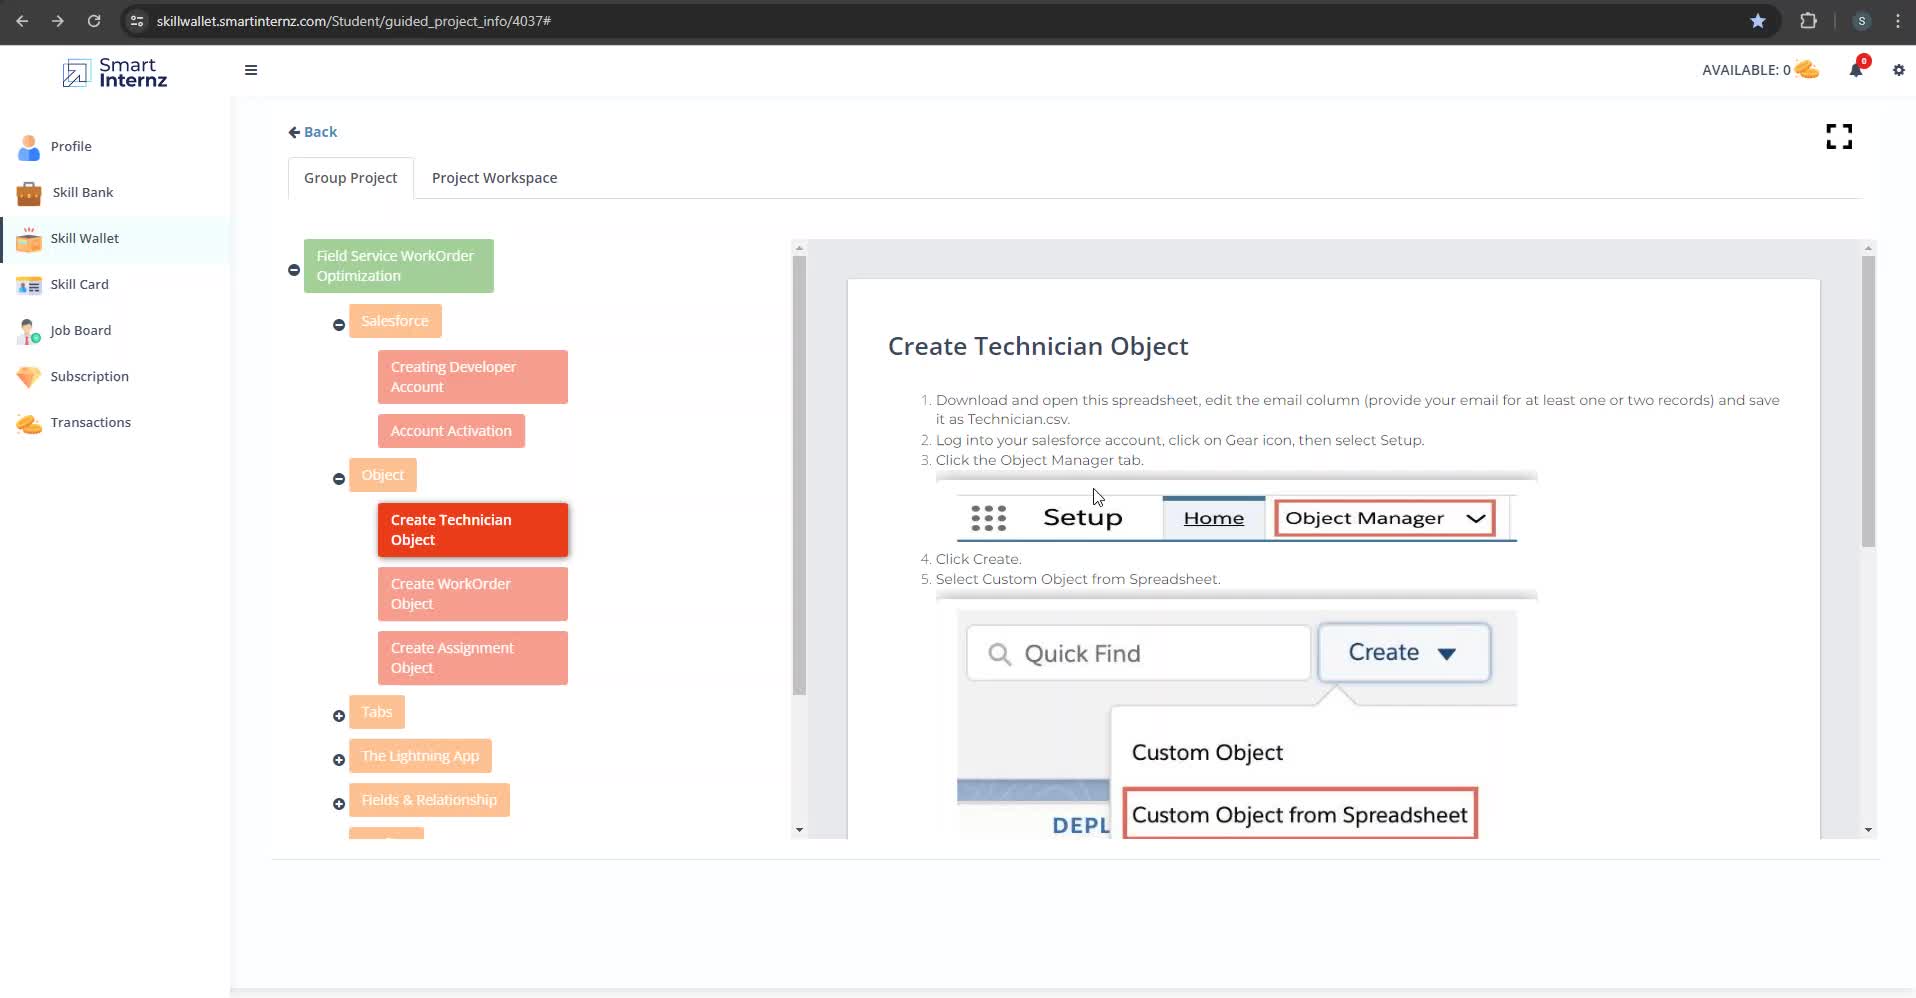 skillwallet.smartinternz.com/Student/guided_project_info/4037#
S
Smart
Internz
AVAILABLE: 0
0
Profile
Skill Bank
Skill Wallet
Skill Card
Job Board
Subscription
Transactions
Back
Group Project
Project Workspace
Field Service WorkOrder
Optimization
Salesforce
Creating Developer
Account
Account Activation
Object
Create Technician
Object
Create WorkOrder
Object
Create Assignment
Object
Tabs
The Lightning App
Fields & Relationship
Create Technician Object
1. Download and open this spreadsheet, edit the email column (provide your email for at least one or two records) and save
it as Technician.csv.
2. Log into your salesforce account, click on Gear icon, then select Setup.
3. Click the Object Manager tab.
Setup
Home
Object Manager
4. Click Create.
5. Select Custom Object from Spreadsheet.
Quick Find
Create
Custom Object
DEPL
Custom Object from Spreadsheet